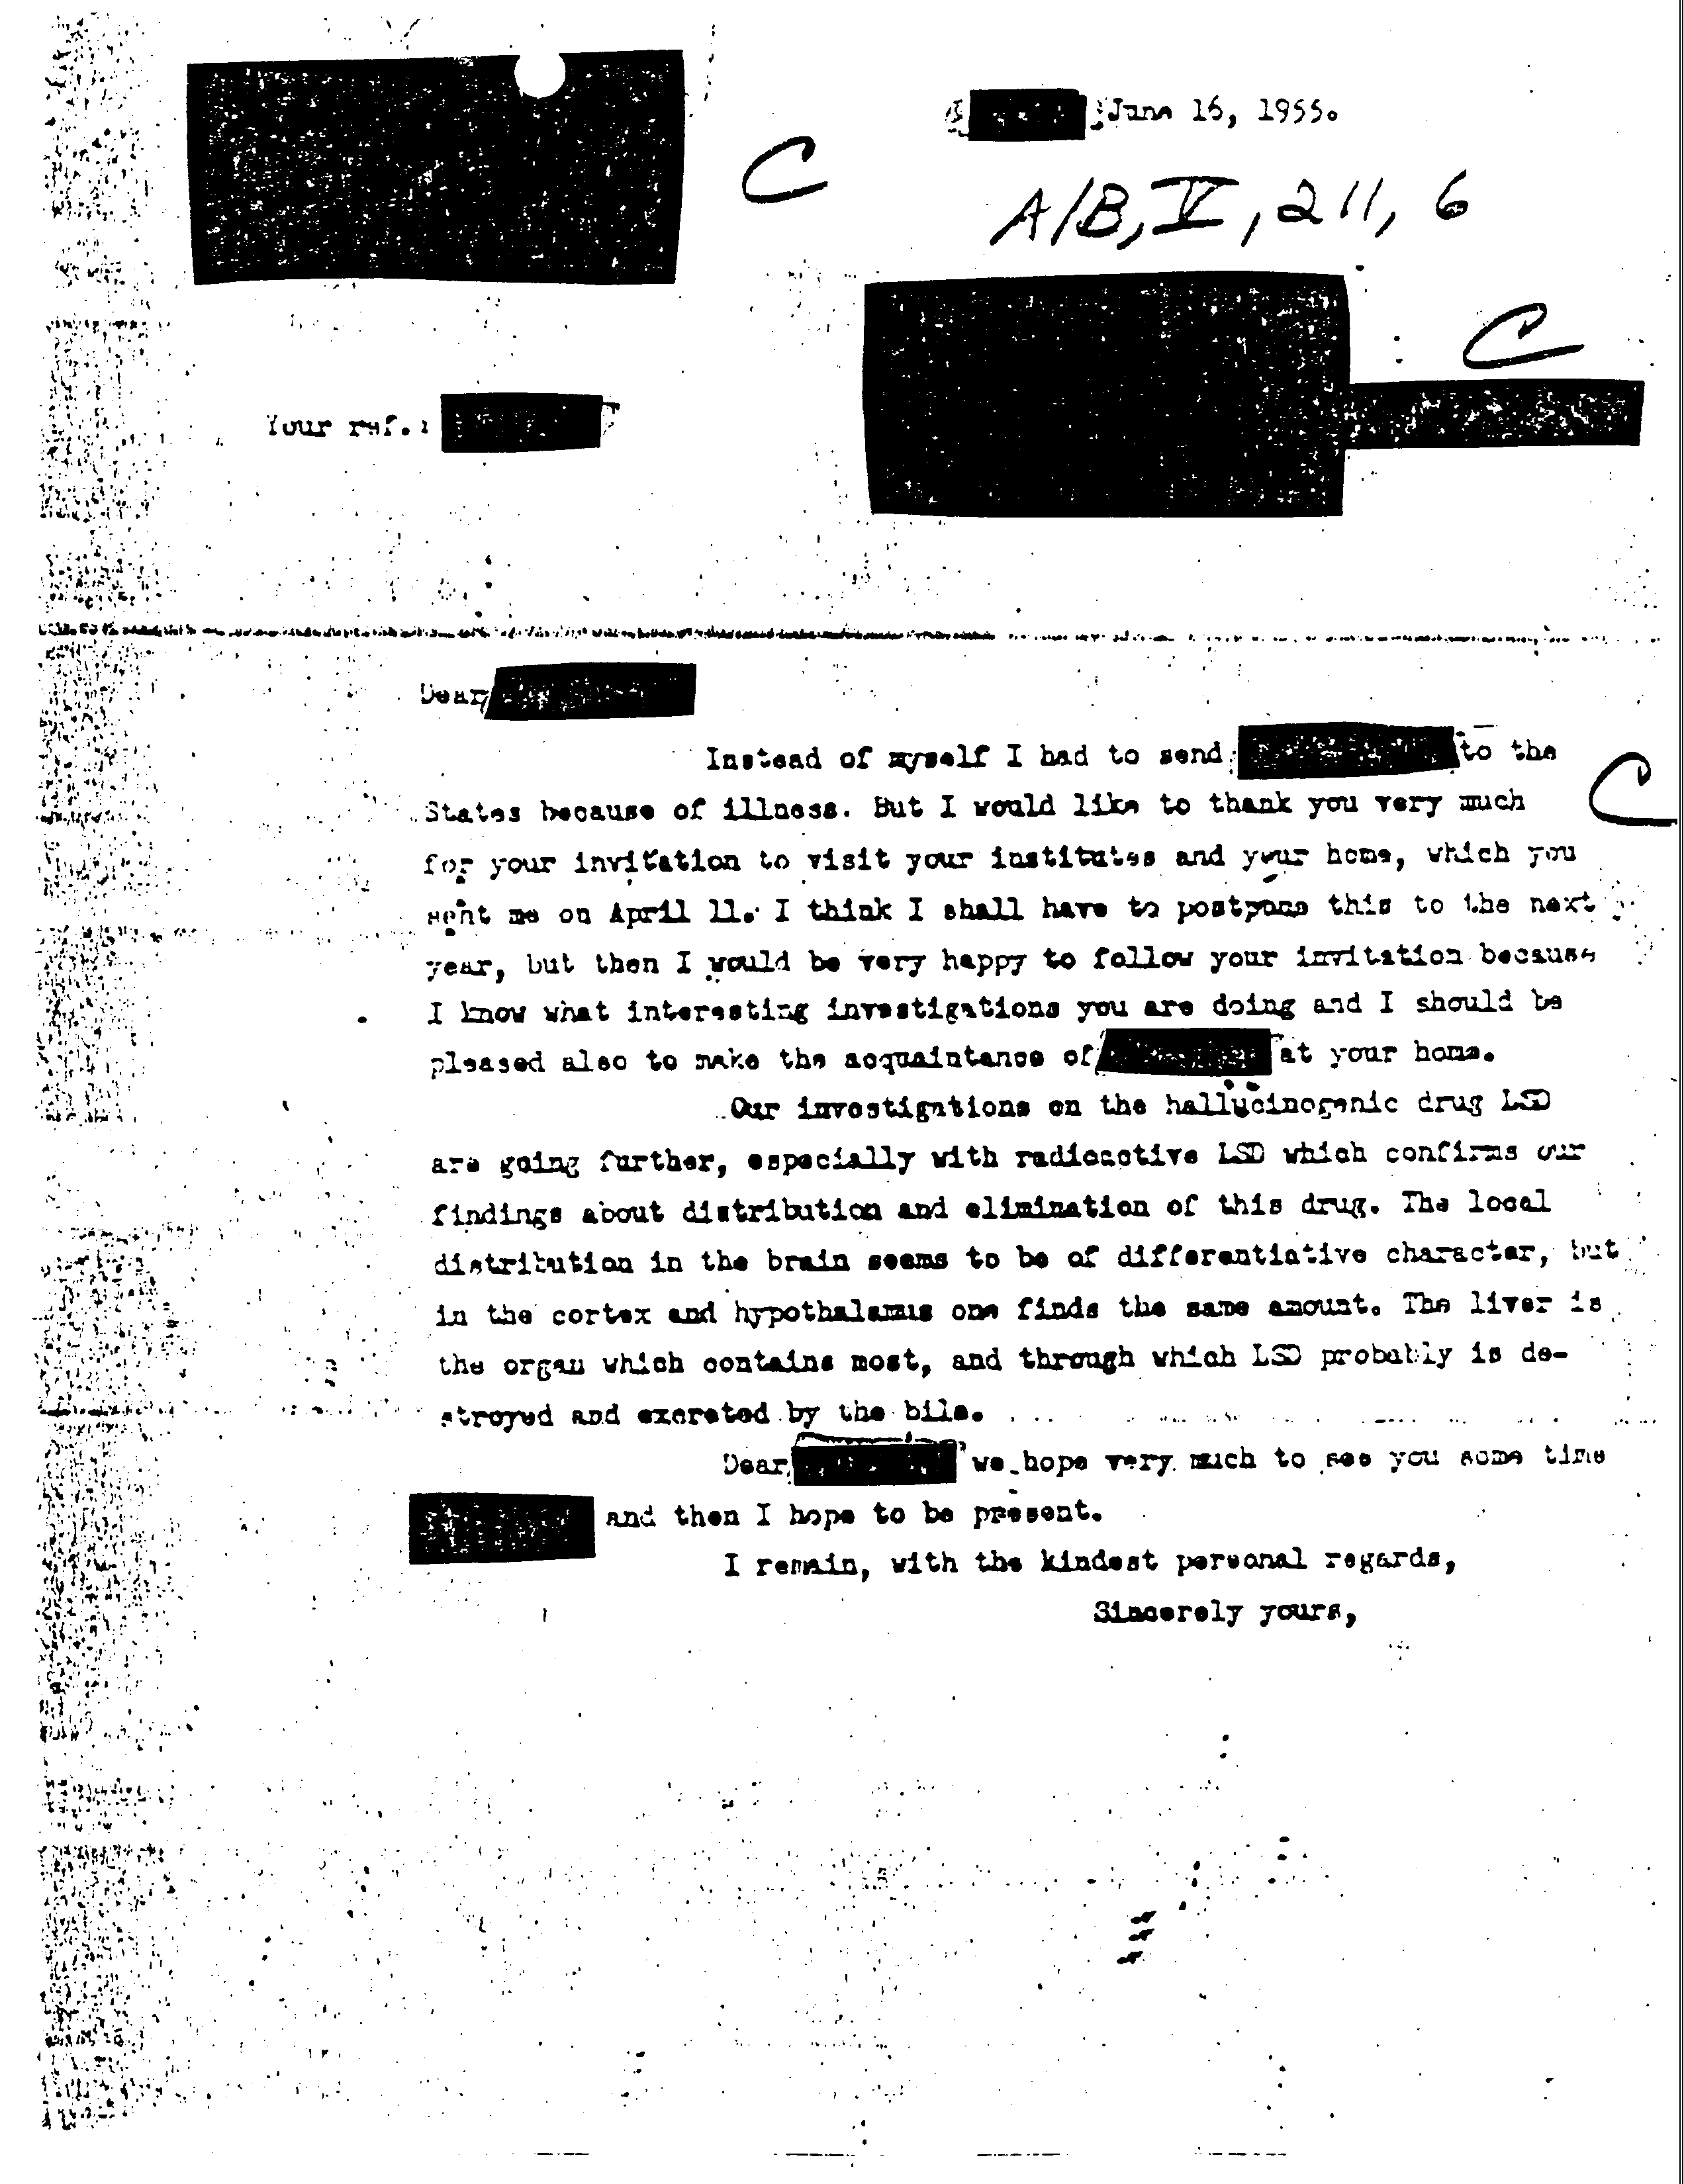 June 16, 1955.
C
A/B, V, 211, 6
C
Your ref.:
Dear
Instead of myself I had to send to the
C
States because of illness. But I would like to thank you very much
for your invitation to visit your institutes and your home, which you
sent me on April 11. I think I shall have to postpone this to the next
year, but then I would be very happy to follow your invitation because
I know what interesting investigations you are doing and I should be
pleased also to make the acquaintance of at your home.
Our investigations on the hallucinogenic drug LSD
are going further, especially with radioactive LSD which confirms our
findings about distribution and elimination of this drug. The local
distribution in the brain seems to be of differentiative character, but
in the cortex and hypothalamus one finds the same amount. The liver is
the organ which contains most, and through which LSD probably is de-
stroyed and excreted by the bile.
Dear we hope very much to see you some time
and then I hope to be present.
I remain, with the kindest personal regards,
Sincerely yours,